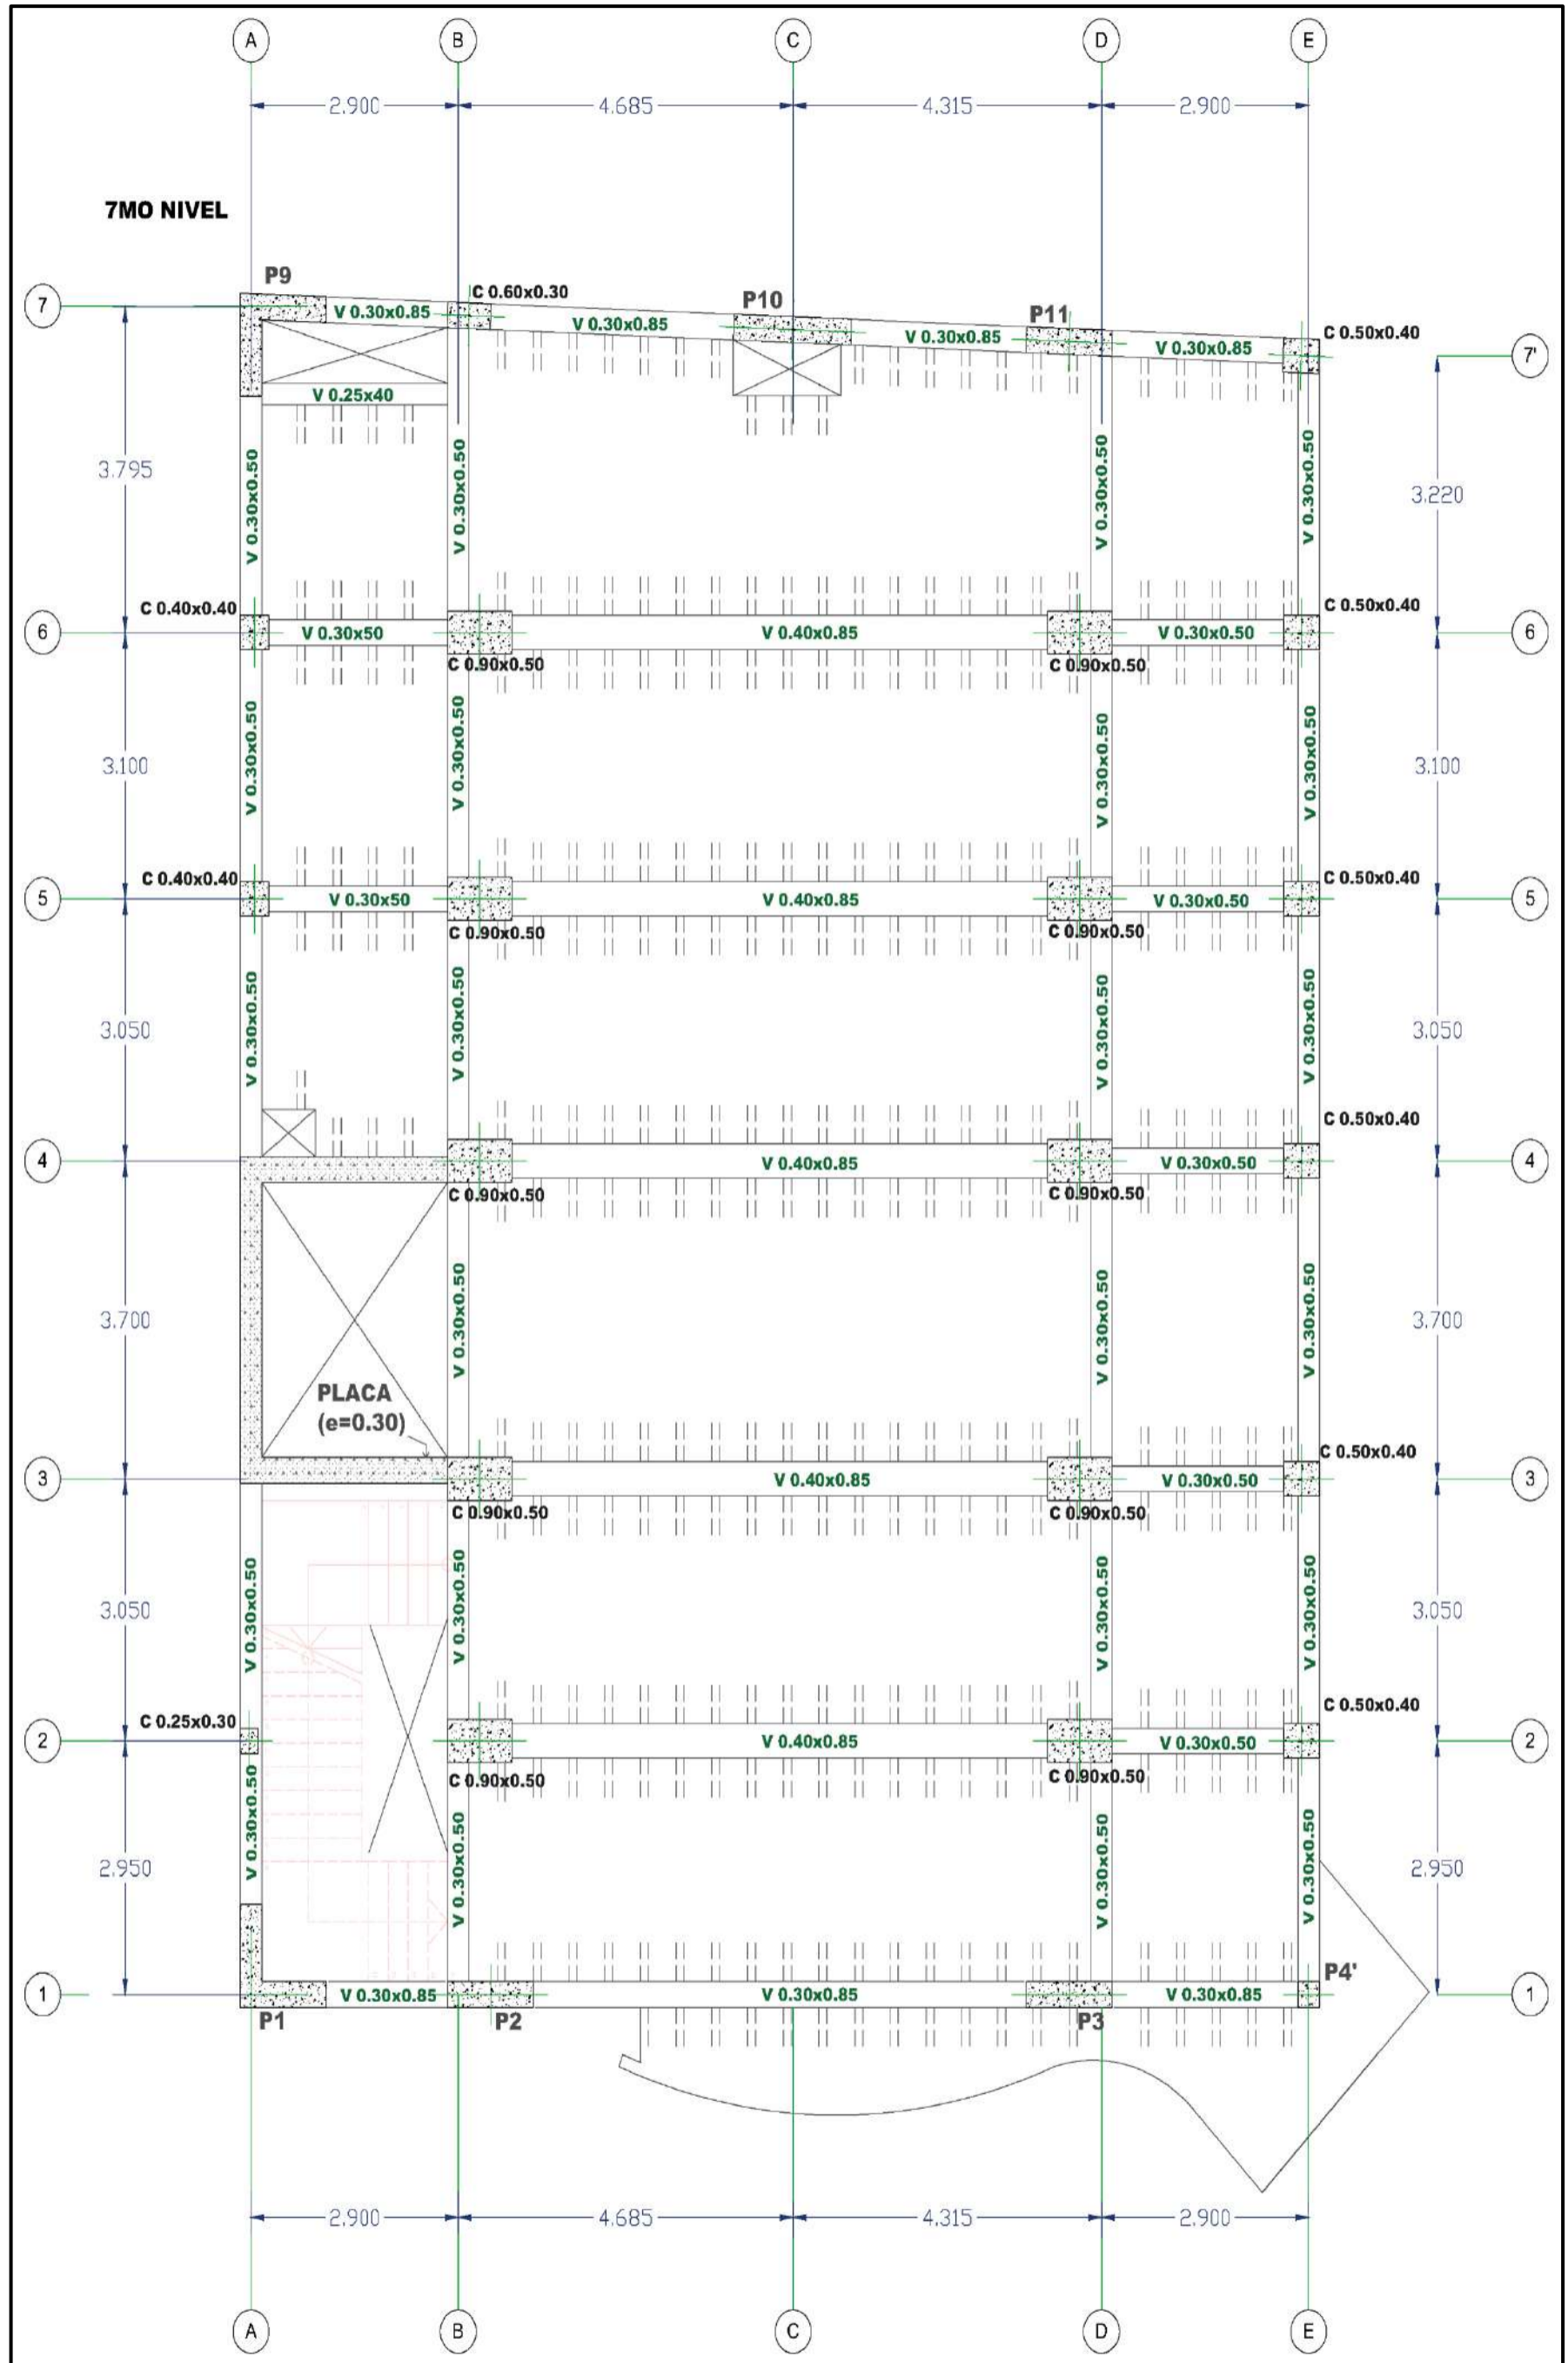 A B C D E
2.900 4.685 4.315 2.900
7MO NIVEL
P9
C 0.60x0.30
P10
P11
C 0.50x0.40
7
V 0.30x0.85
V 0.30x0.85
V 0.30x0.85
V 0.30x0.85
7'
V 0.25x40
3.795
V 0.30x0.50
V 0.30x0.50
V 0.30x0.50
V 0.30x0.50
3.220
C 0.40x0.40
C 0.50x0.40
6
V 0.30x50
V 0.40x0.85
V 0.30x0.50
6
C 0.90x0.50
C 0.90x0.50
3.100
V 0.30x0.50
V 0.30x0.50
V 0.30x0.50
V 0.30x0.50
3.100
C 0.40x0.40
C 0.50x0.40
5
V 0.30x50
V 0.40x0.85
V 0.30x0.50
5
C 0.90x0.50
C 0.90x0.50
3.050
V 0.30x0.50
V 0.30x0.50
V 0.30x0.50
V 0.30x0.50
3.050
C 0.50x0.40
4
V 0.40x0.85
V 0.30x0.50
4
C 0.90x0.50
C 0.90x0.50
3.700
V 0.30x0.50
V 0.30x0.50
V 0.30x0.50
3.700
PLACA
(e=0.30)
C 0.50x0.40
3
V 0.40x0.85
V 0.30x0.50
3
C 0.90x0.50
C 0.90x0.50
3.050
V 0.30x0.50
V 0.30x0.50
V 0.30x0.50
V 0.30x0.50
3.050
C 0.25x0.30
C 0.50x0.40
2
V 0.40x0.85
V 0.30x0.50
2
C 0.90x0.50
C 0.90x0.50
2.950
V 0.30x0.50
V 0.30x0.50
V 0.30x0.50
V 0.30x0.50
2.950
P4'
1
V 0.30x0.85
V 0.30x0.85
V 0.30x0.85
1
P1
P2
P3
2.900 4.685 4.315 2.900
A B C D E